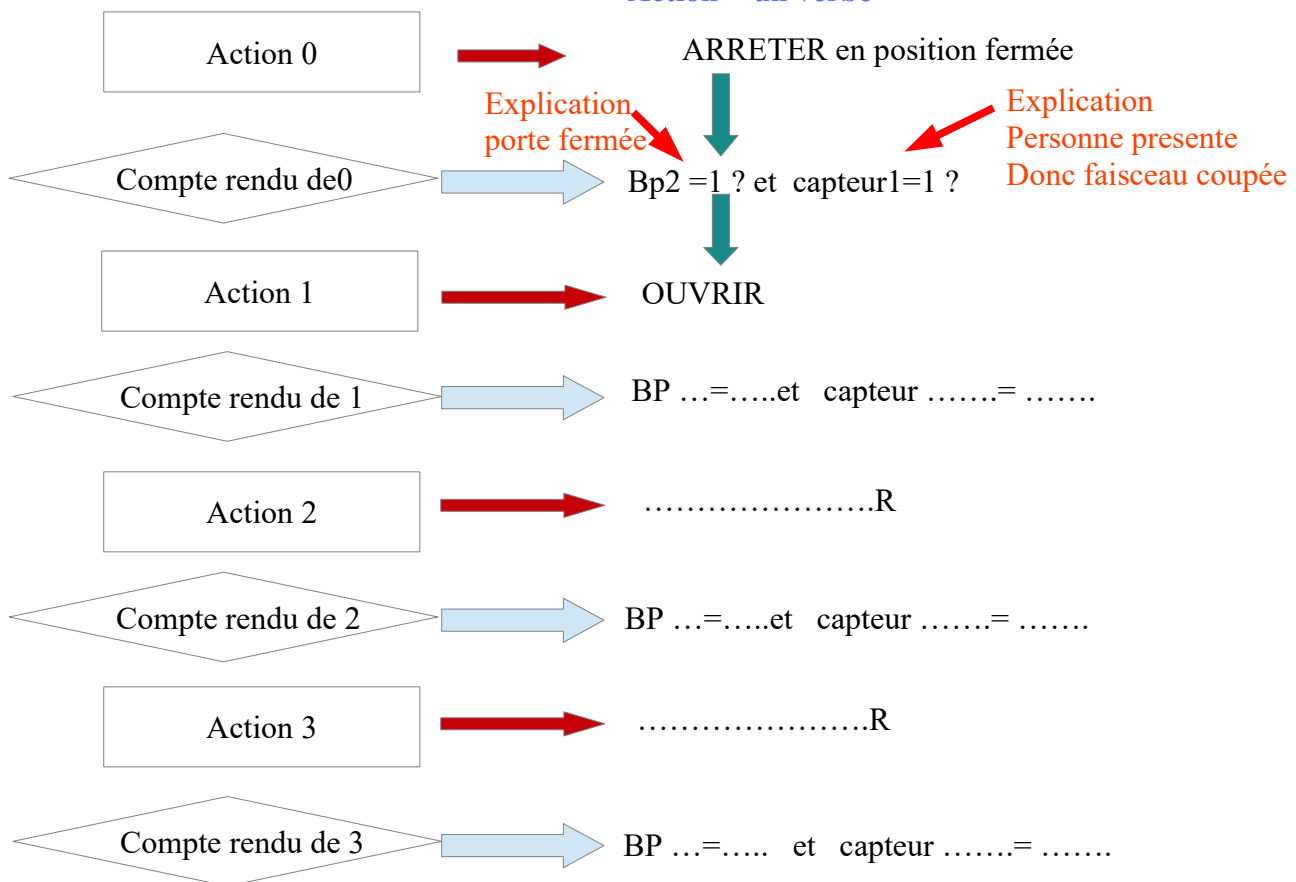 Action 0
ARRETER en position fermée
Explication
porte fermée
Explication
Personne presente
Donc faisceau coupée
Compte rendu de0
Bp2 =1 ? et capteur1=1 ?
Action 1
OUVRIR
Compte rendu de 1
BP …=…..et capteur …….= …….
Action 2
………………….R
Compte rendu de 2
BP …=…..et capteur …….= …….
Action 3
………………….R
Compte rendu de 3
BP …=….. et capteur …….= …….